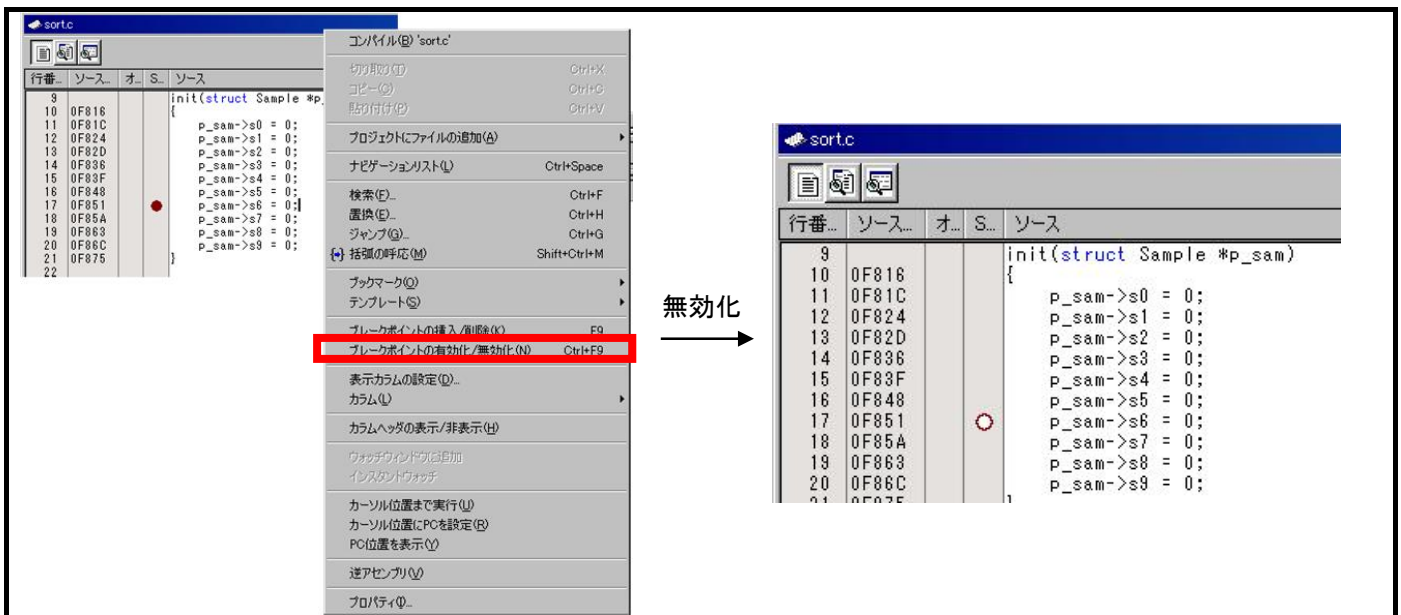 sort.c
行番... ソース... オ... S... ソース
9 init(struct Sample *p_
10 0F816 {
11 0F81C p_sam->s0 = 0;
12 0F824 p_sam->s1 = 0;
13 0F82D p_sam->s2 = 0;
14 0F836 p_sam->s3 = 0;
15 0F83F p_sam->s4 = 0;
16 0F848 p_sam->s5 = 0;
17 0F851 p_sam->s6 = 0;
18 0F85A p_sam->s7 = 0;
19 0F863 p_sam->s8 = 0;
20 0F86C p_sam->s9 = 0;
21 0F875 }
22
コンパイル(B) 'sort.c'
切り取り(T) Ctrl+X
コピー(C) Ctrl+C
貼り付け(P) Ctrl+V
プロジェクトにファイルの追加(A)
ナビゲーションリスト(L) Ctrl+Space
検索(F)... Ctrl+F
置換(E)... Ctrl+H
ジャンプ(G)... Ctrl+G
括弧の呼応(M) Shift+Ctrl+M
ブックマーク(O)
テンプレート(S)
ブレークポイントの挿入/削除(K) F9
ブレークポイントの有効化/無効化(N) Ctrl+F9
表示カラムの設定(D)...
カラム(L)
カラムヘッダの表示/非表示(H)
ウォッチウィンドウに追加
インスタントウォッチ
カーソル位置まで実行(U)
カーソル位置にPCを設定(R)
PC位置を表示(Y)
逆アセンブリ(V)
プロパティ(I)...
無効化
sort.c
行番... ソース... オ... S... ソース
9 init(struct Sample *p_sam)
10 0F816 {
11 0F81C p_sam->s0 = 0;
12 0F824 p_sam->s1 = 0;
13 0F82D p_sam->s2 = 0;
14 0F836 p_sam->s3 = 0;
15 0F83F p_sam->s4 = 0;
16 0F848 p_sam->s5 = 0;
17 0F851 p_sam->s6 = 0;
18 0F85A p_sam->s7 = 0;
19 0F863 p_sam->s8 = 0;
20 0F86C p_sam->s9 = 0;
21 0F875 }